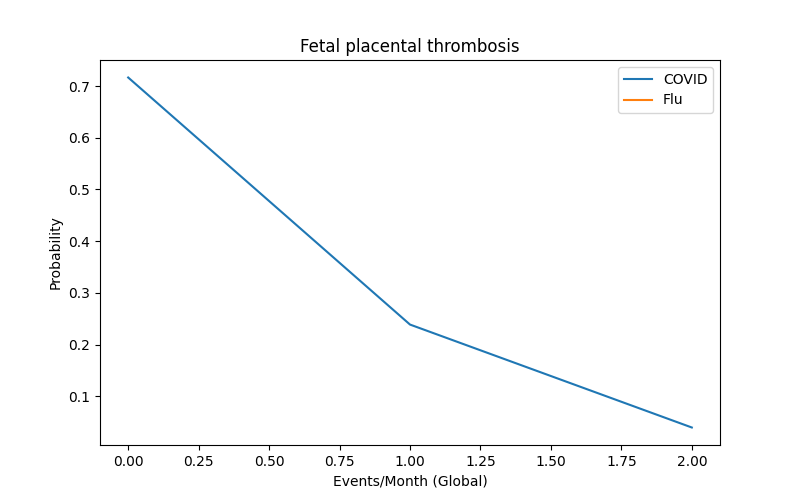 Fetal placental thrombosis
COVID
Flu
Probability
0.7
0.6
0.5
0.4
0.3
0.2
0.1
0.00 0.25 0.50 0.75 1.00 1.25 1.50 1.75 2.00
Events/Month (Global)